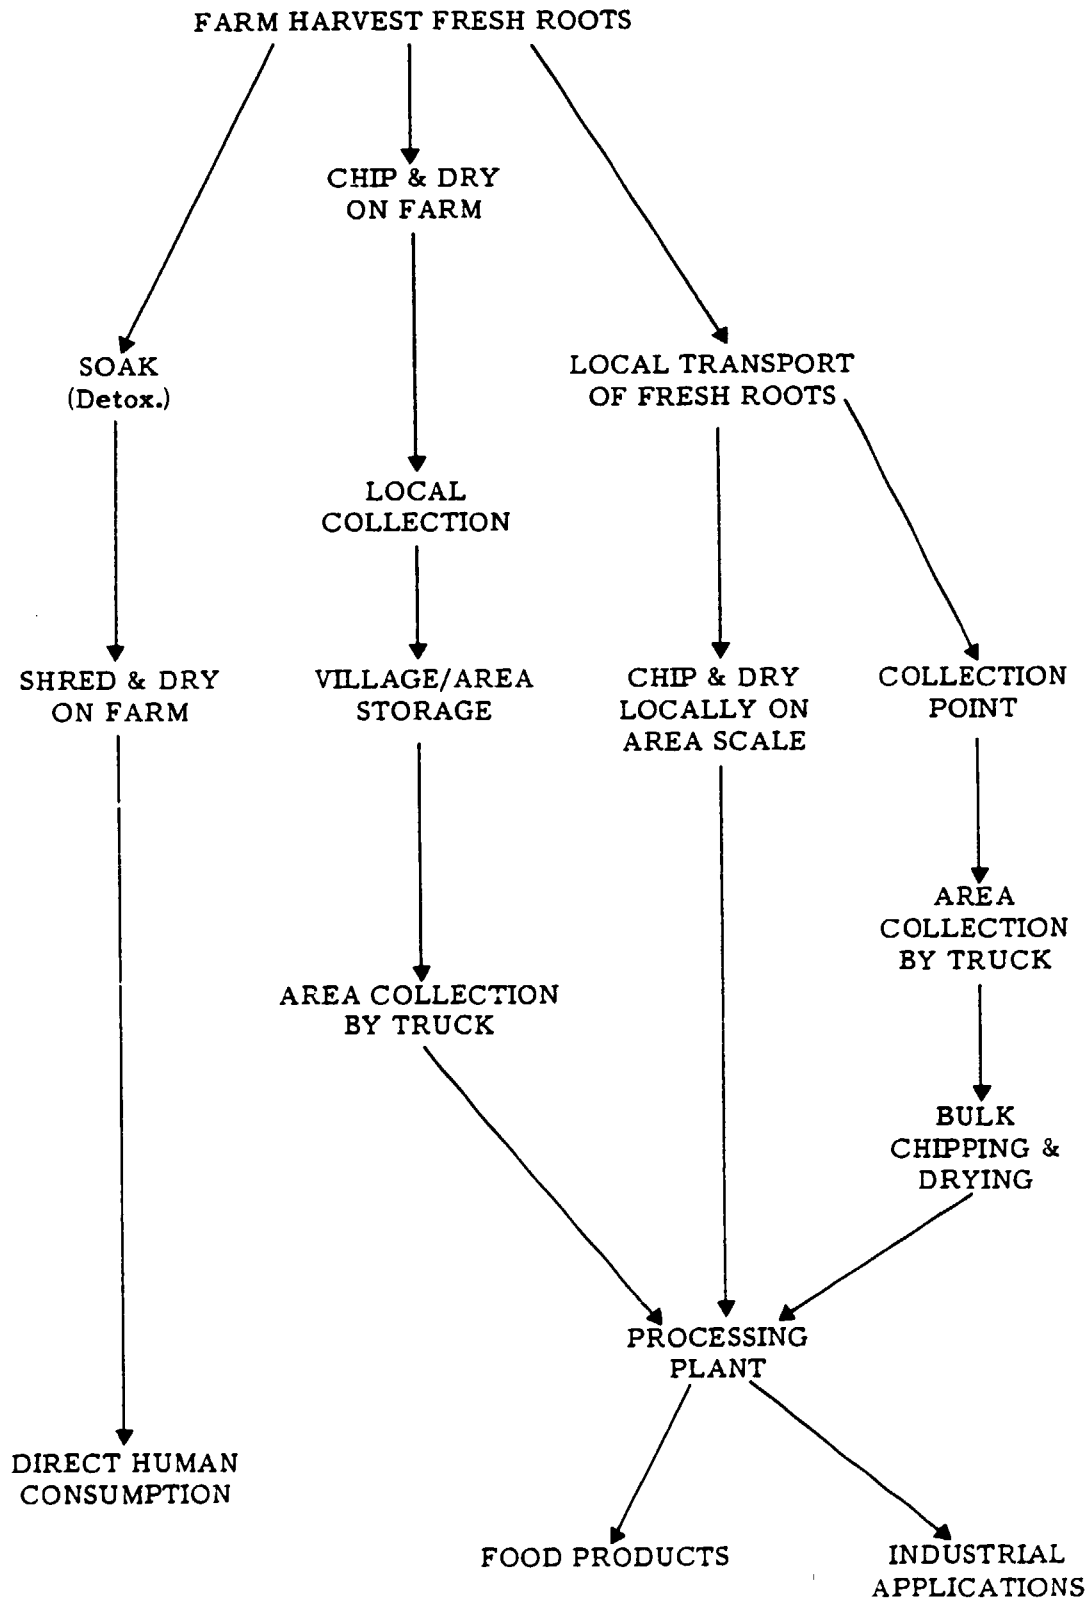 FARM HARVEST FRESH ROOTS
CHIP & DRY
ON FARM
SOAK
(Detox.)
LOCAL TRANSPORT
OF FRESH ROOTS
LOCAL
COLLECTION
SHRED & DRY
ON FARM
VILLAGE/AREA
STORAGE
CHIP & DRY
LOCALLY ON
AREA SCALE
COLLECTION
POINT
AREA
COLLECTION
BY TRUCK
AREA COLLECTION
BY TRUCK
BULK
CHIPPING &
DRYING
PROCESSING
PLANT
DIRECT HUMAN
CONSUMPTION
FOOD PRODUCTS
INDUSTRIAL
APPLICATIONS